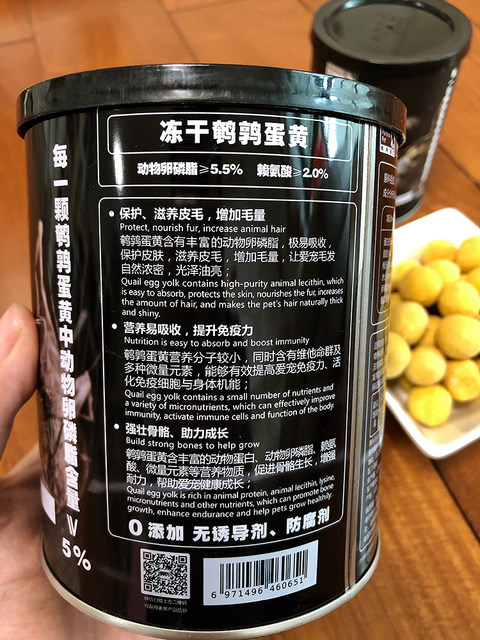 冻干鹌鹑蛋黄
动物卵磷脂≥5.5% 赖氨酸≥2.0%
• 保护、滋养皮毛，增加毛量
Protect, nourish fur, increase animal hair
鹌鹑蛋黄含有丰富的动物卵磷脂，极易吸收，
保护皮肤，滋养皮毛，增加毛量，让爱宠毛发
自然浓密，光泽油亮；
Quail egg yolk contains high-purity animal lecithin, which
is easy to absorb, protects the skin, nourishes the fur, increases
the amount of hair, and makes the pet's hair naturally thick
and shiny.
• 营养易吸收，提升免疫力
Nutrition is easy to absorb and boost immunity
鹌鹑蛋黄营养分子较小，同时含有维他命群及
多种微量元素，能够有效提高爱宠免疫力、活
化免疫细胞与身体机能；
Quail egg yolk contains a small number of nutrients and
a variety of micronutrients, which can effectively improve
immunity, activate immune cells and function of the body.
• 强壮骨骼、助力成长
Build strong bones to help grow
鹌鹑蛋黄含丰富的动物蛋白、动物卵磷脂、赖氨
酸、微量元素等营养物质，促进骨骼生长，增强
耐力，帮助爱宠健康成长；
Quail egg yolk is rich in animal protein, animal lecithin, lysine,
micronutrients and other nutrients, which can promote bone
growth, enhance endurance and help pets grow healthily.
0 添加 无诱导剂、防腐剂
6 971496 460651
每一颗鹌鹑蛋黄中动物卵磷脂含量≥5%